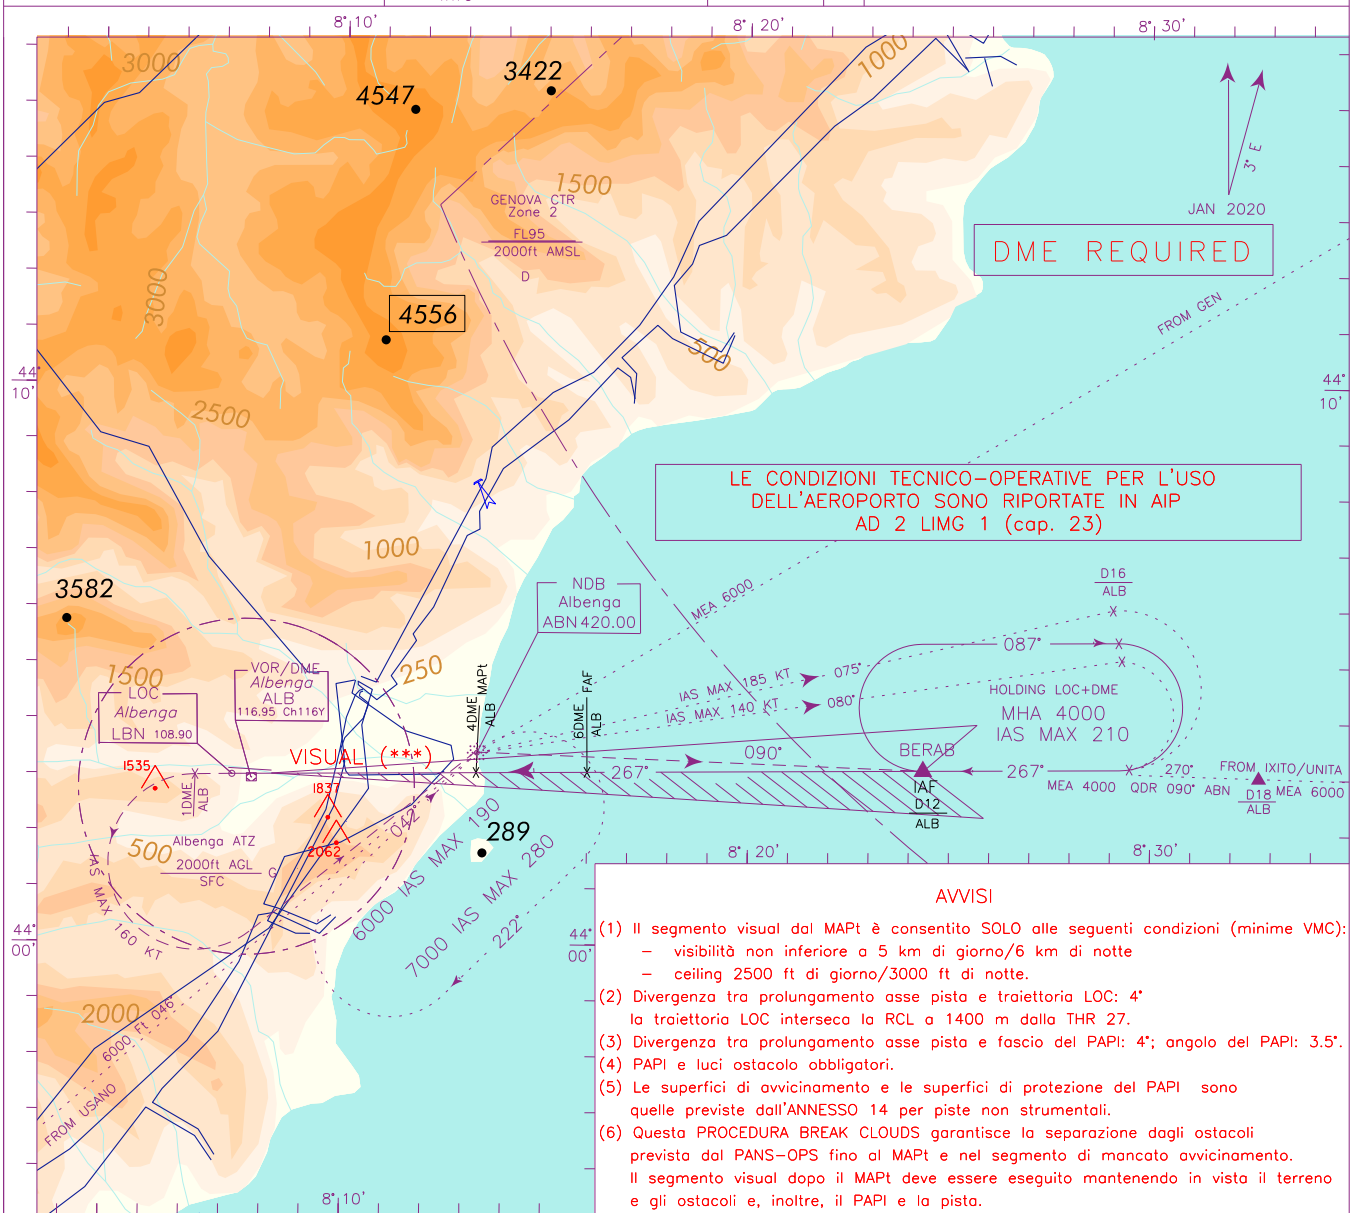 8° 10'
8° 20'
8° 30'
3000
4547
3422
1000
3° E
JAN 2020
1500
GENOVA CTR
Zone 2
FL95
2000ft AMSL
D
DME REQUIRED
3000
4556
FROM GEN
500
44°
10'
44°
10'
2500
LE CONDIZIONI TECNICO-OPERATIVE PER L'USO
DELL'AEROPORTO SONO RIPORTATE IN AIP
AD 2 LIMG 1 (cap. 23)
1000
3582
NDB
Albenga
ABN 420.00
MEA 6000
D16
ALB
087°
1500
250
VOR/DME
Albenga
ALB
116.95 Ch116Y
LOC
Albenga
LBN 108.90
4DME MAPt
ALB
6DME FAF
ALB
IAS MAX 185 KT 075°
IAS MAX 140 KT 080°
HOLDING LOC+DME
MHA 4000
IAS MAX 210
VISUAL (***)
090°
BERAB
267°
267°
270°
FROM IXITO/UNITA
MEA 4000 QDR 090° ABN
D18
ALB
MEA 6000
IAF
D12
ALB
1535
1DME
ALB
1837
2062
042°
289
500
Albenga ATZ
2000ft AGL
SFC
G
IAS MAX 160 KT
6000 IAS MAX 190
7000 IAS MAX 280
222°
8° 20'
8° 30'
44°
00'
44°
00'
2000
6000 Ft 046°
FROM USANO
8° 10'
AVVISI
(1) Il segmento visual dal MAPt è consentito SOLO alle seguenti condizioni (minime VMC):
- visibilità non inferiore a 5 km di giorno/6 km di notte
- ceiling 2500 ft di giorno/3000 ft di notte.
(2) Divergenza tra prolungamento asse pista e traiettoria LOC: 4°
la traiettoria LOC interseca la RCL a 1400 m dalla THR 27.
(3) Divergenza tra prolungamento asse pista e fascio del PAPI: 4°; angolo del PAPI: 3.5°.
(4) PAPI e luci ostacolo obbligatori.
(5) Le superfici di avvicinamento e le superfici di protezione del PAPI sono
quelle previste dall'ANNESSO 14 per piste non strumentali.
(6) Questa PROCEDURA BREAK CLOUDS garantisce la separazione dagli ostacoli
prevista dal PANS-OPS fino al MAPt e nel segmento di mancato avvicinamento.
Il segmento visual dopo il MAPt deve essere eseguito mantenendo in vista il terreno
e gli ostacoli e, inoltre, il PAPI e la pista.